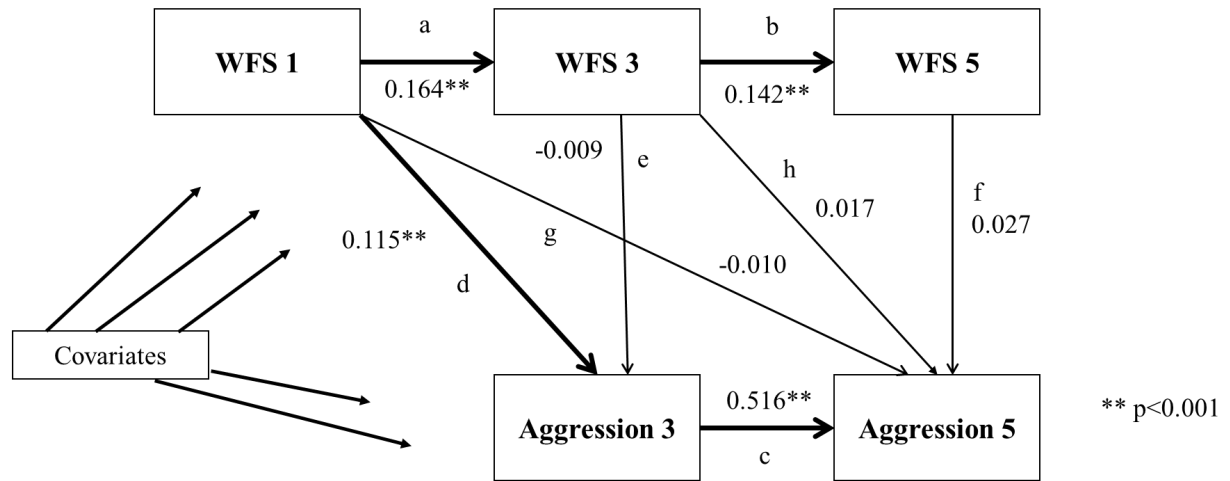 a
b
WFS 1
WFS 3
WFS 5
0.164**
0.142**
-0.009
e
h
f
0.017
0.027
0.115**
g
-0.010
d
Covariates
0.516**
** p<0.001
Aggression 3
Aggression 5
c